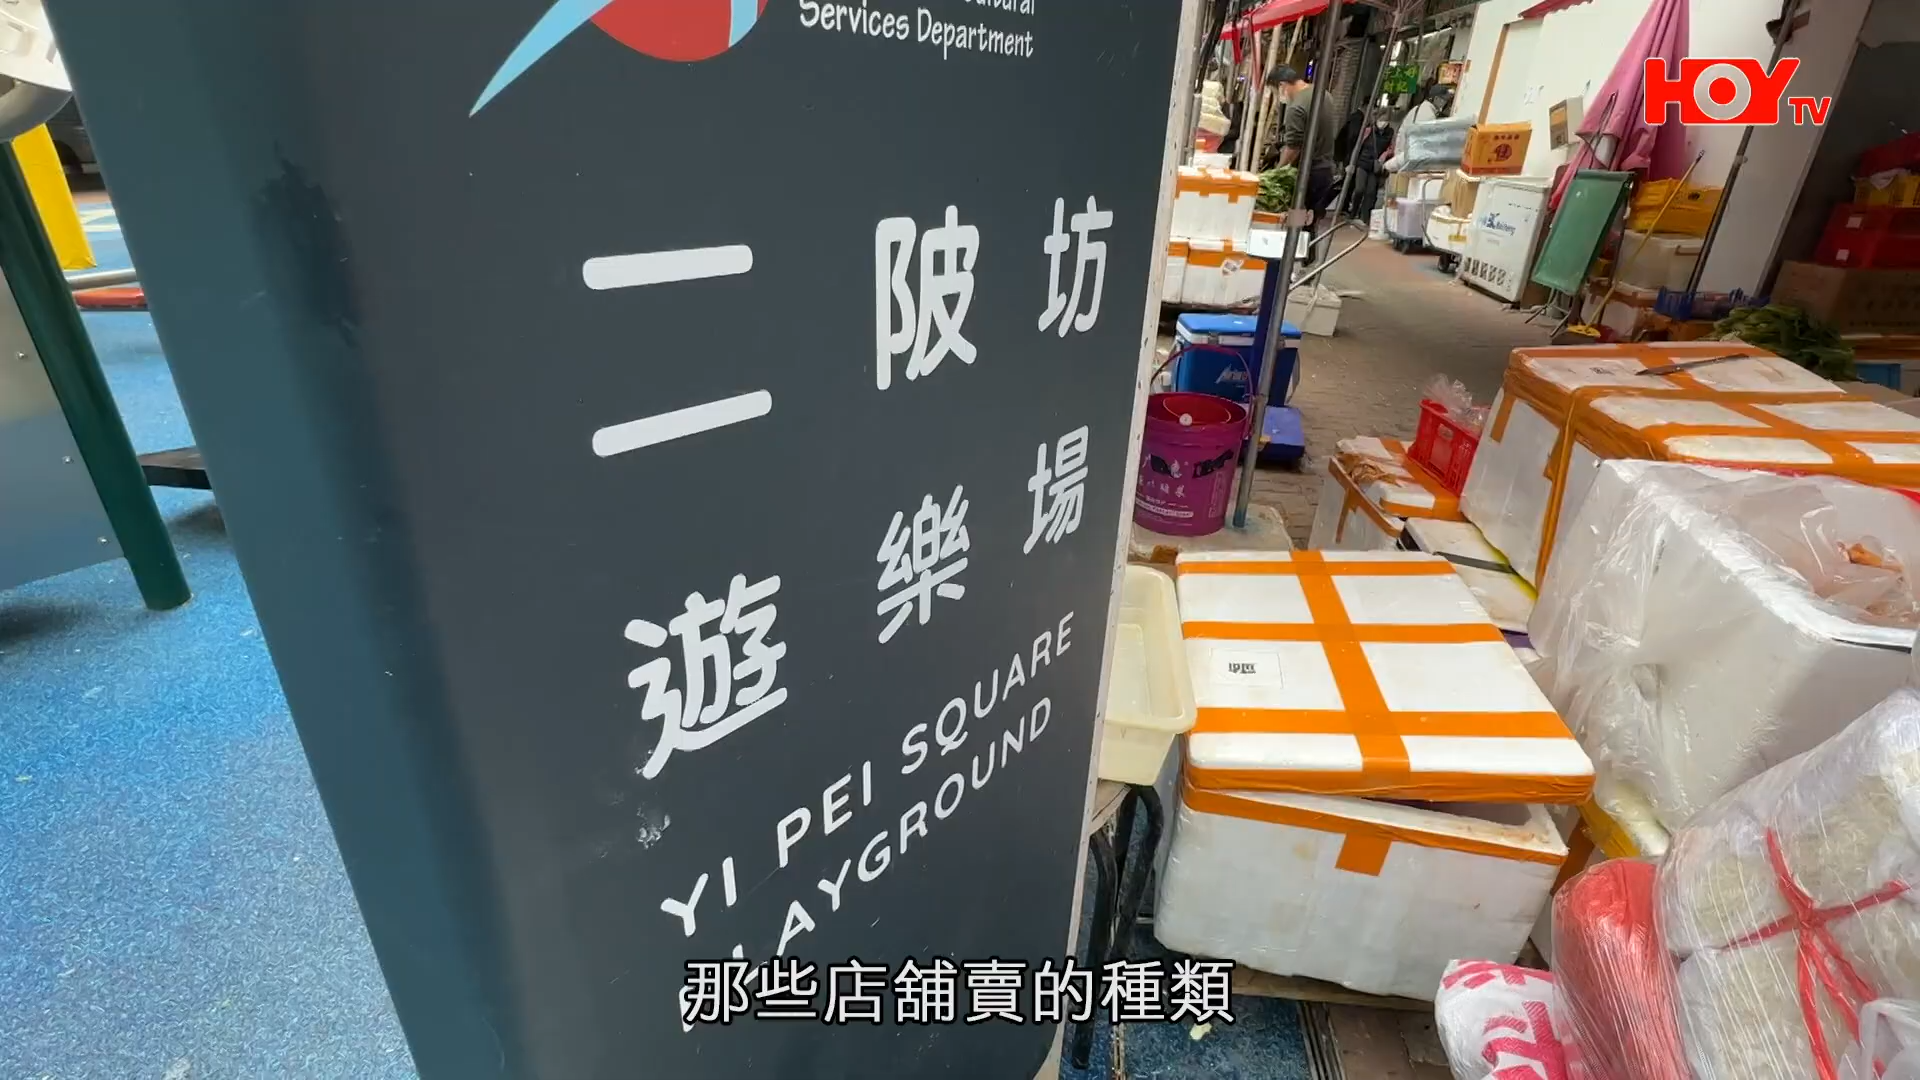 Services Department
二陂坊
遊樂場
YI PEI SQUARE
PLAYGROUND
HOY TV
那些店舖賣的種類